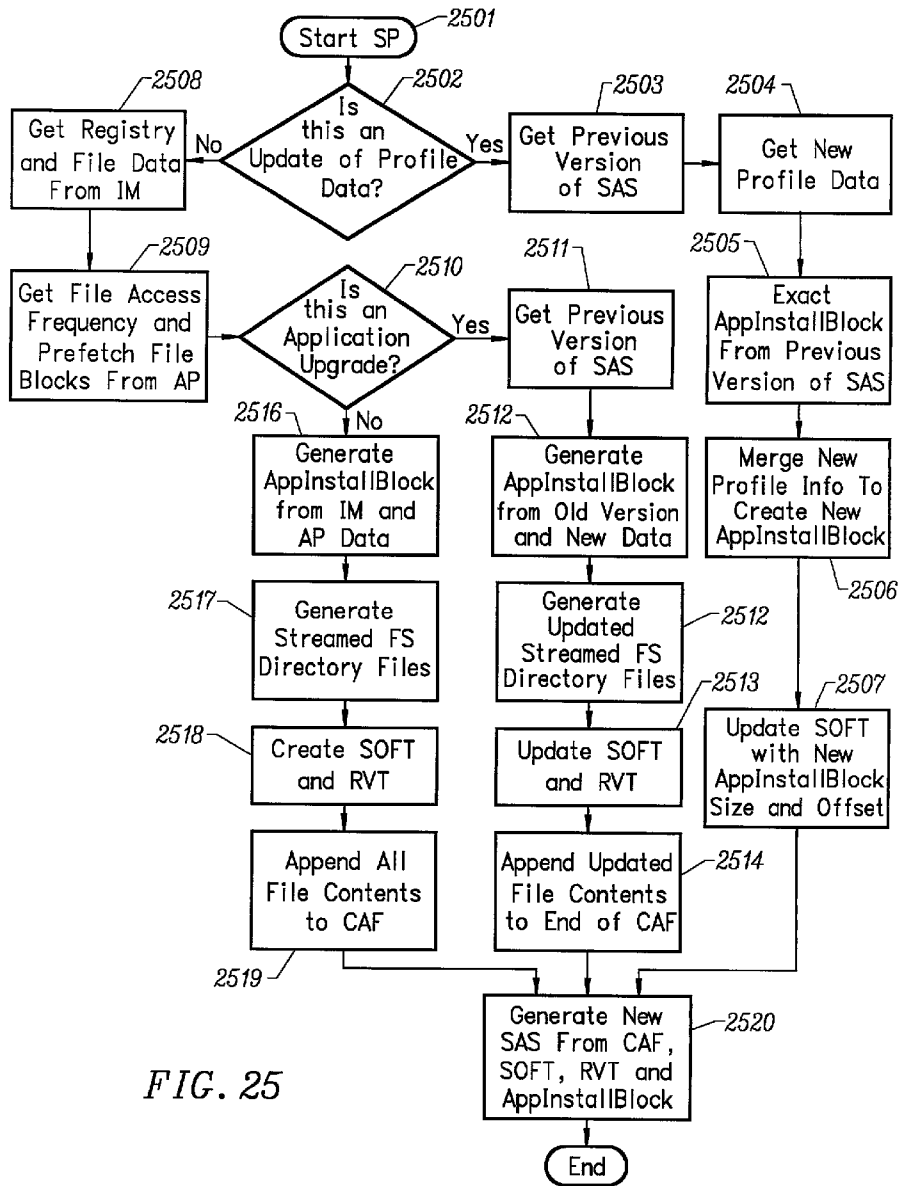 2501
Start SP
2502
Is
this an
Update of Profile
Data?
No
Yes
2508
Get Registry
and File Data
From IM
2503
Get Previous
Version
of SAS
2504
Get New
Profile Data
2509
Get File Access
Frequency and
Prefetch File
Blocks From AP
2510
Is
this an
Application
Upgrade?
Yes
No
2511
Get Previous
Version
of SAS
2505
Exact
AppInstallBlock
From Previous
Version of SAS
2516
Generate
AppInstallBlock
from IM and
AP Data
2512
Generate
AppInstallBlock
from Old Version
and New Data
Merge New
Profile Info To
Create New
AppInstallBlock
2506
2517
Generate
Streamed FS
Directory Files
Generate
Updated
Streamed FS
Directory Files
2512
2507
Update SOFT
with New
AppInstallBlock
Size and Offset
2518
Create SOFT
and RVT
2513
Update SOFT
and RVT
Append All
File Contents
to CAF
2519
Append Updated
File Contents
to End of CAF
2514
Generate New
SAS From CAF,
SOFT, RVT and
AppInstallBlock
2520
End
FIG. 25